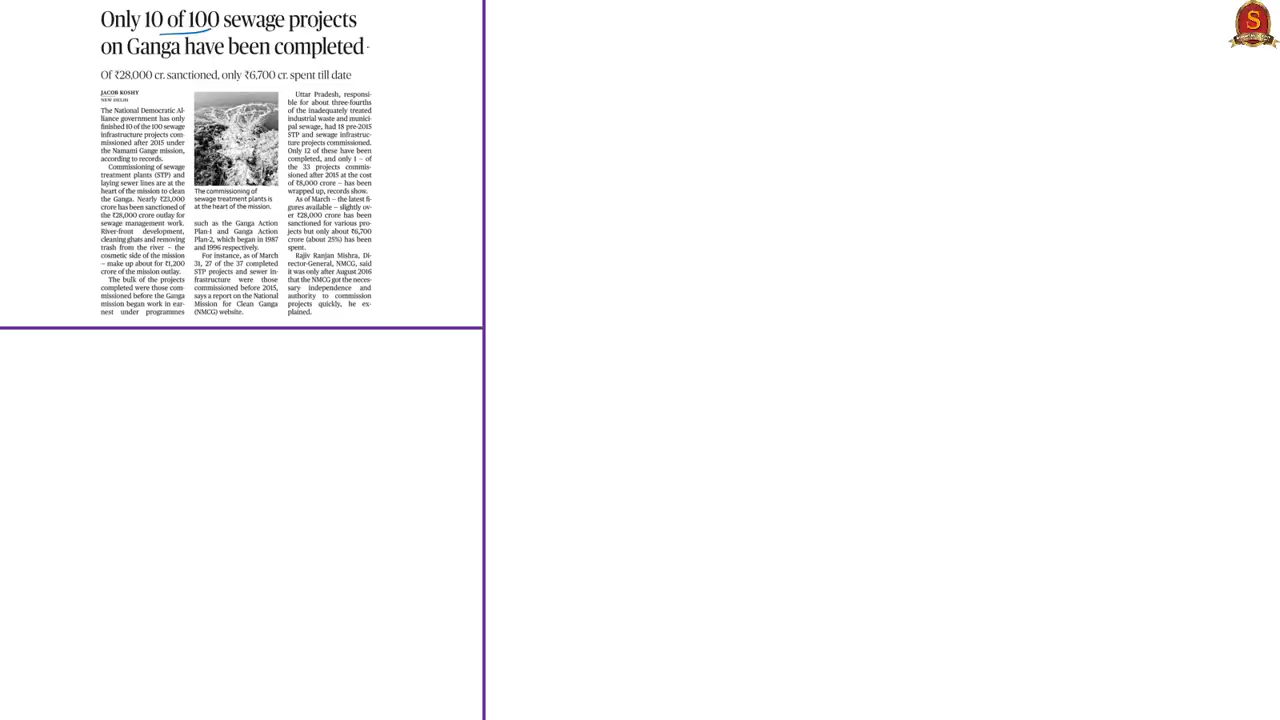 Only 10 of 100 sewage projects
on Ganga have been completed
Of ₹28,000 cr. sanctioned, only ₹6,700 cr. spent till date
JACOB KOSHY
NEW DELHI
The National Democratic Al-
liance government has only
finished 10 of the 100 sewage
infrastructure projects com-
missioned after 2015 under
the Namami Gange mission,
according to records.
Commissioning of sewage
treatment plants (STP) and
laying sewer lines are at the
heart of the mission to clean
the Ganga. Nearly ₹23,000
crore has been sanctioned of
the ₹28,000 crore outlay for
sewage management work.
River-front development,
cleaning ghats and removing
trash from the river – the
cosmetic side of the mission
– make up about for ₹1,200
crore of the mission outlay.
The bulk of the projects
completed were those com-
missioned before the Ganga
mission began work in ear-
nest under programmes
The commissioning of
sewage treatment plants is
at the heart of the mission.
such as the Ganga Action
Plan-1 and Ganga Action
Plan-2, which began in 1987
and 1996 respectively.
For instance, as of March
31, 27 of the 37 completed
STP projects and sewer in-
frastructure were those
commissioned before 2015,
says a report on the National
Mission for Clean Ganga
(NMCG) website.
Uttar Pradesh, responsi-
ble for about three-fourths
of the inadequately treated
industrial waste and munici-
pal sewage, had 18 pre-2015
STP and sewage infrastruc-
ture projects commissioned.
Only 12 of these have been
completed, and only 1 – of
the 33 projects commis-
sioned after 2015 at the cost
of ₹8,000 crore – has been
wrapped up, records show.
As of March – the latest fi-
gures available – slightly ov-
er ₹28,000 crore has been
sanctioned for various pro-
jects but only about ₹6,700
crore (about 25%) has been
spent.
Rajiv Ranjan Mishra, Di-
rector-General, NMCG, said
it was only after August 2016
that the NMCG got the neces-
sary independence and
authority to commission
projects quickly, he ex-
plained.
S